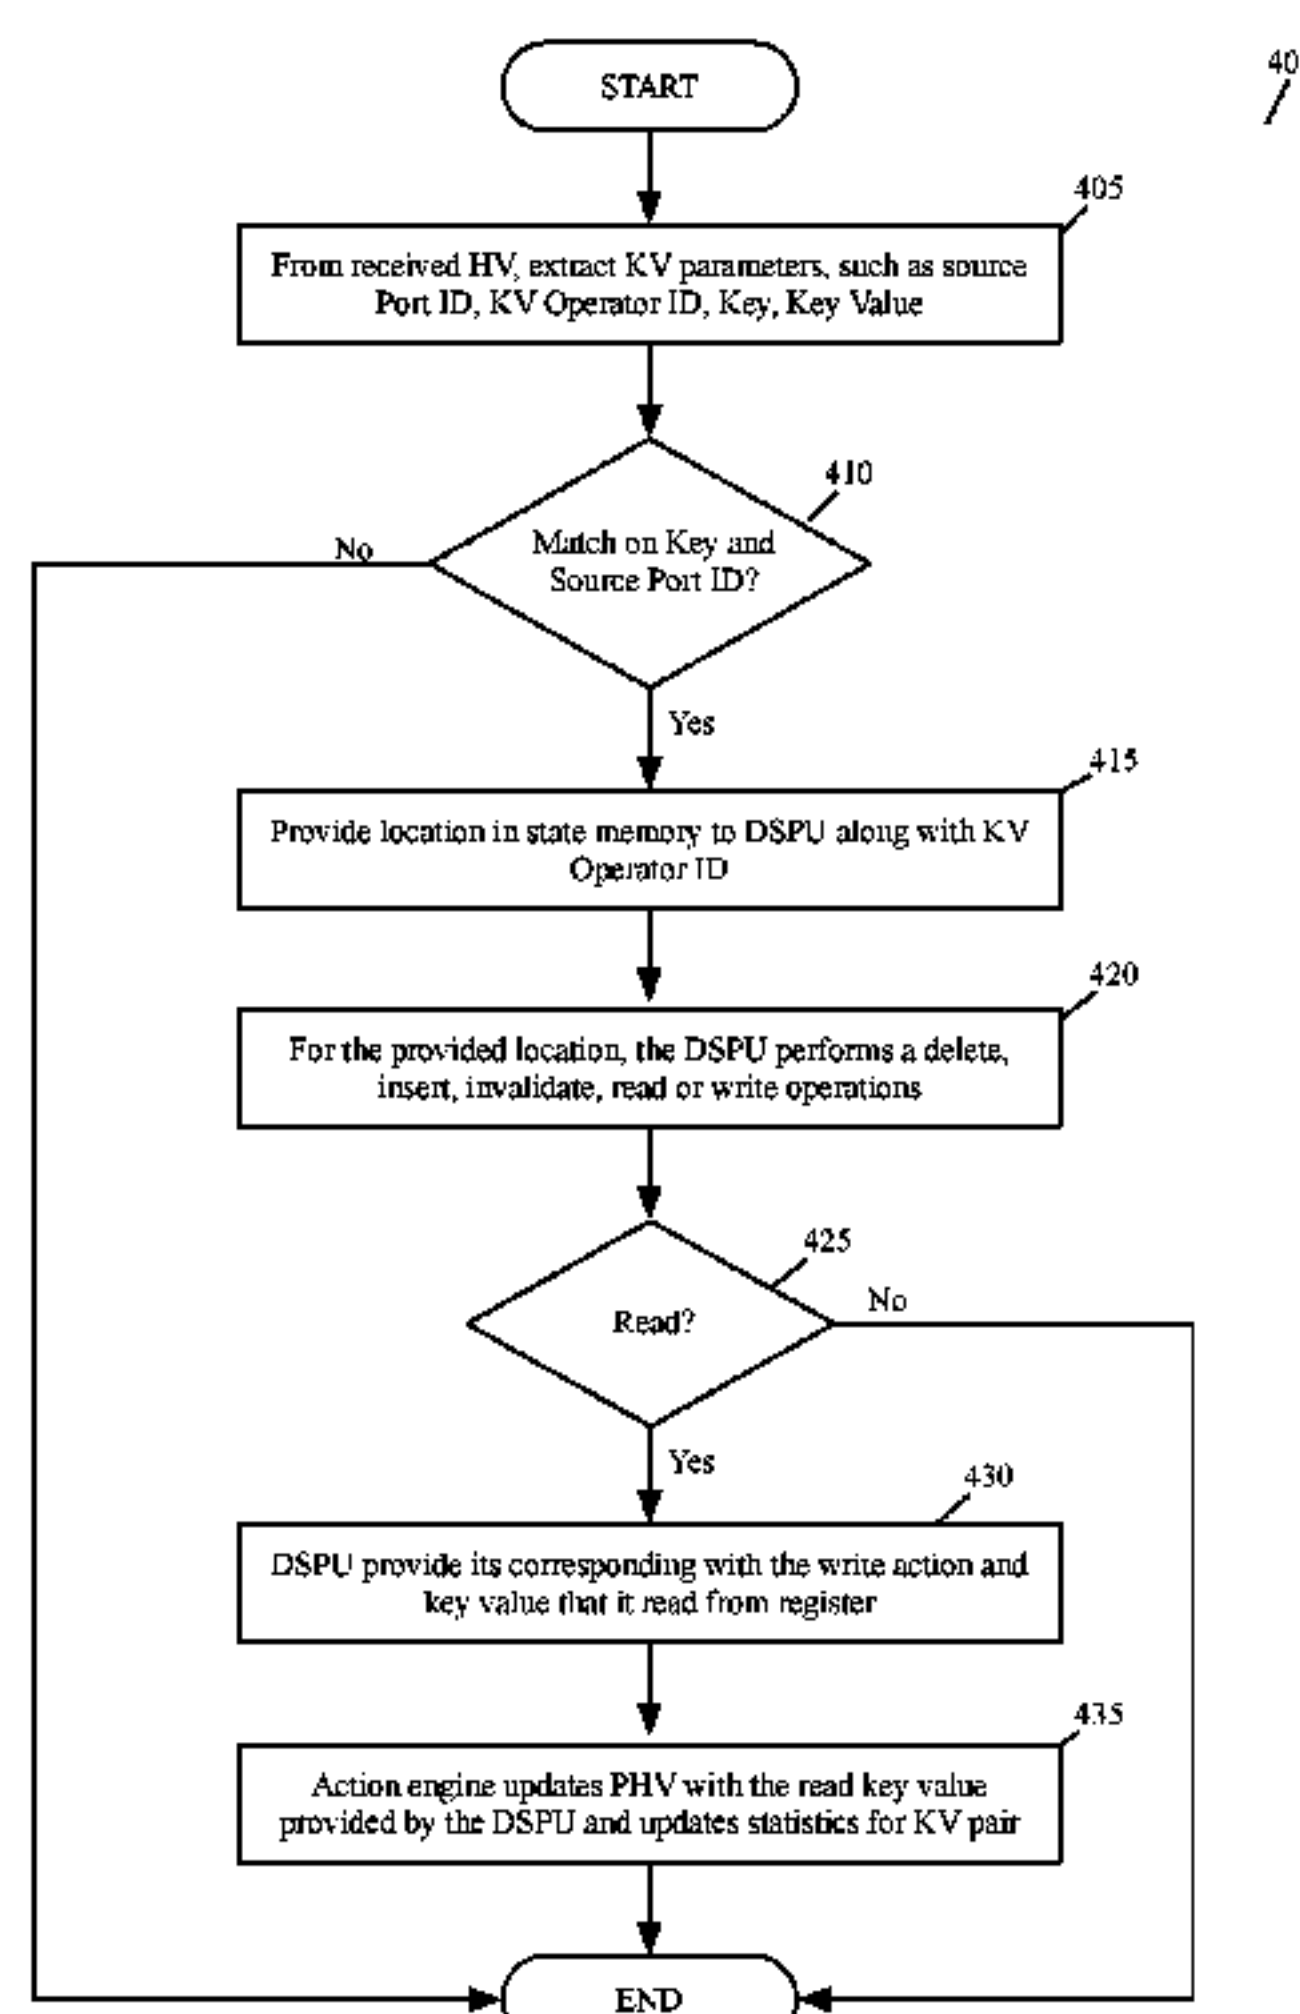 START
40
405
From received HV, extract KV parameters, such as source
Port ID, KV Operator ID, Key, Key Value
410
No
Match on Key and
Source Port ID?
Yes
415
Provide location in state memory to DSPU along with KV
Operator ID
420
For the provided location, the DSPU performs a delete,
insert, invalidate, read or write operations
425
No
Read?
Yes
430
DSPU provide its corresponding with the write action and
key value that it read from register
435
Action engine updates PHV with the read key value
provided by the DSPU and updates statistics for KV pair
END